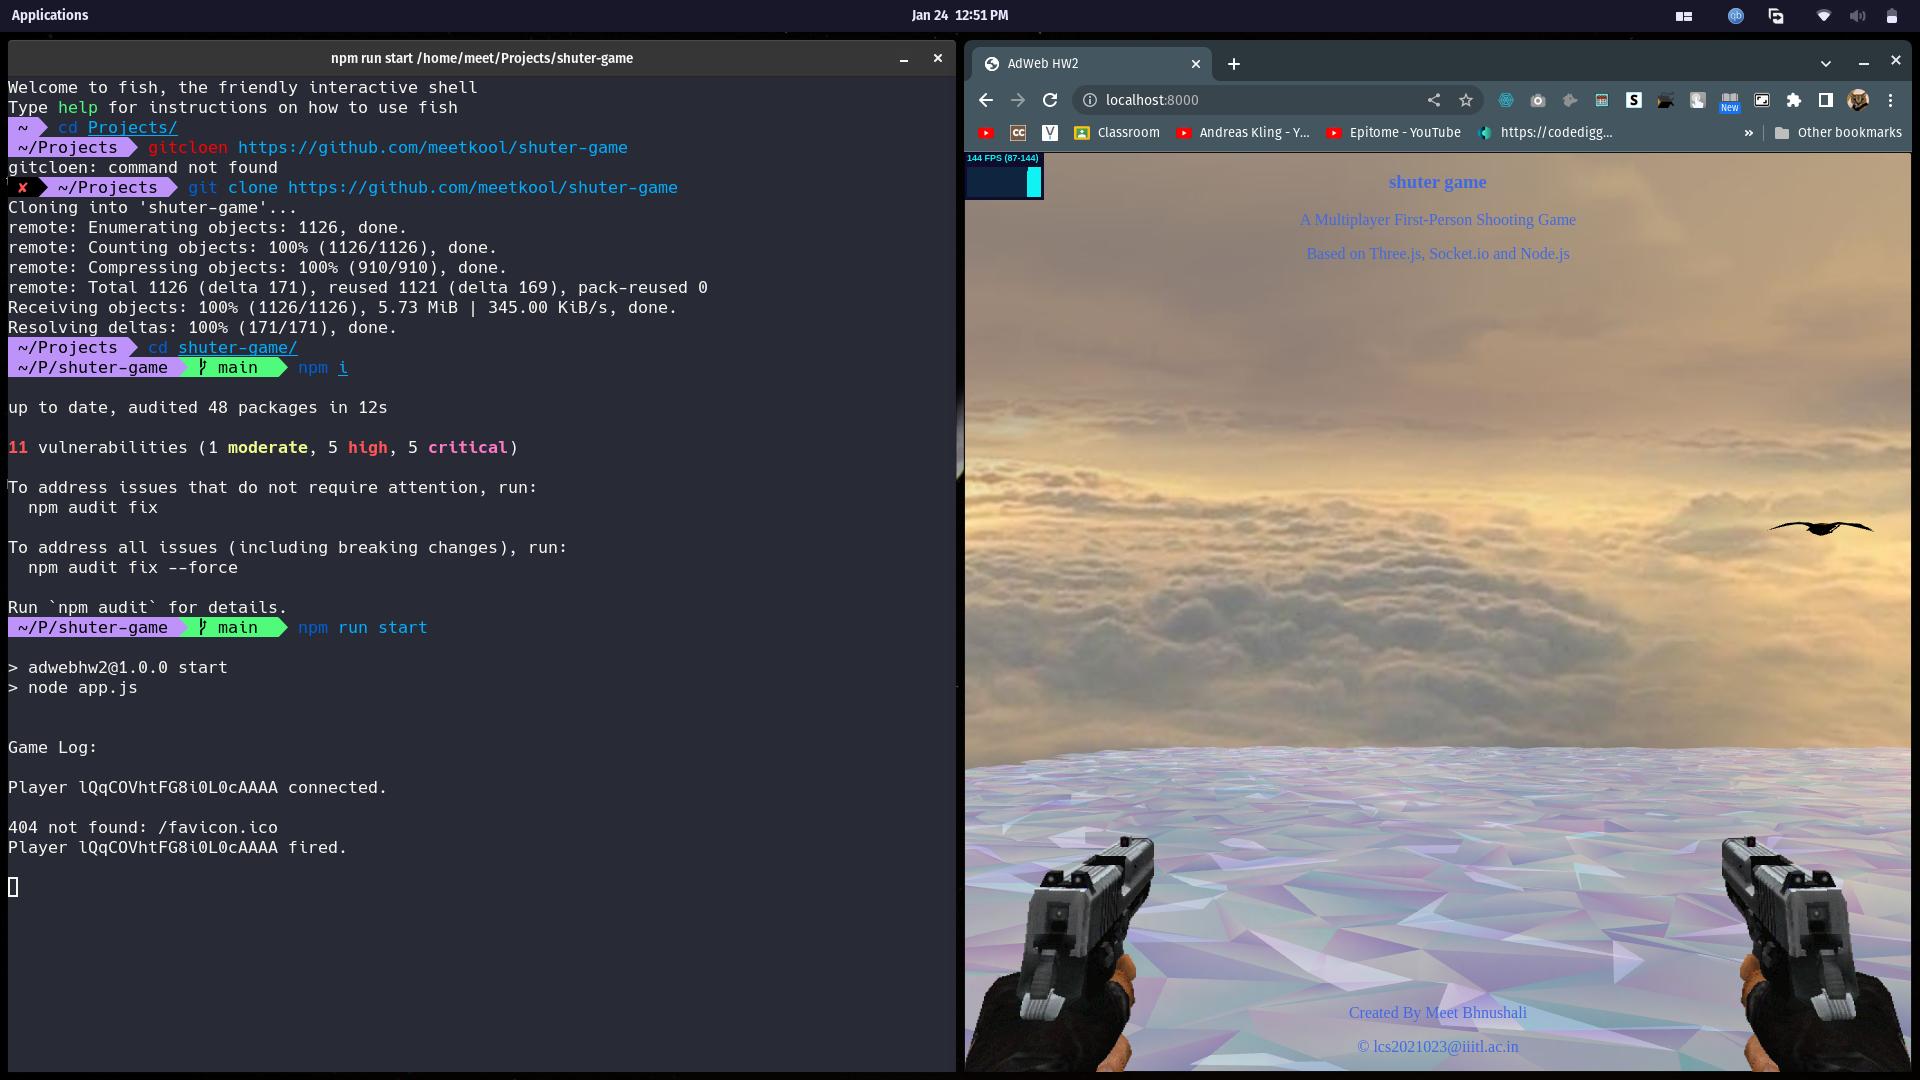 Applications
Jan 24 12:51 PM
npm run start /home/meet/Projects/shuter-game
Welcome to fish, the friendly interactive shell
Type help for instructions on how to use fish
~ cd Projects/
~/Projects gitcloen https://github.com/meetkool/shuter-game
gitcloen: command not found
✘ ~/Projects git clone https://github.com/meetkool/shuter-game
Cloning into 'shuter-game'...
remote: Enumerating objects: 1126, done.
remote: Counting objects: 100% (1126/1126), done.
remote: Compressing objects: 100% (910/910), done.
remote: Total 1126 (delta 171), reused 1121 (delta 169), pack-reused 0
Receiving objects: 100% (1126/1126), 5.73 MiB | 345.00 KiB/s, done.
Resolving deltas: 100% (171/171), done.
~/Projects cd shuter-game/
~/P/shuter-game main npm i
up to date, audited 48 packages in 12s
11 vulnerabilities (1 moderate, 5 high, 5 critical)
To address issues that do not require attention, run:
npm audit fix
To address all issues (including breaking changes), run:
npm audit fix --force
Run `npm audit` for details.
~/P/shuter-game main npm run start
> adwebhw2@1.0.0 start
> node app.js
Game Log:
Player lQqCOVhtFG8i0L0cAAAA connected.
404 not found: /favicon.ico
Player lQqCOVhtFG8i0L0cAAAA fired.
AdWeb HW2
localhost:8000
S
New
CC
V
Classroom
Andreas Kling - Y...
Epitome - YouTube
https://codedigg...
»
Other bookmarks
144 FPS (87-144)
shuter game
A Multiplayer First-Person Shooting Game
Based on Three.js, Socket.io and Node.js
Created By Meet Bhnushali
© lcs2021023@iiitl.ac.in